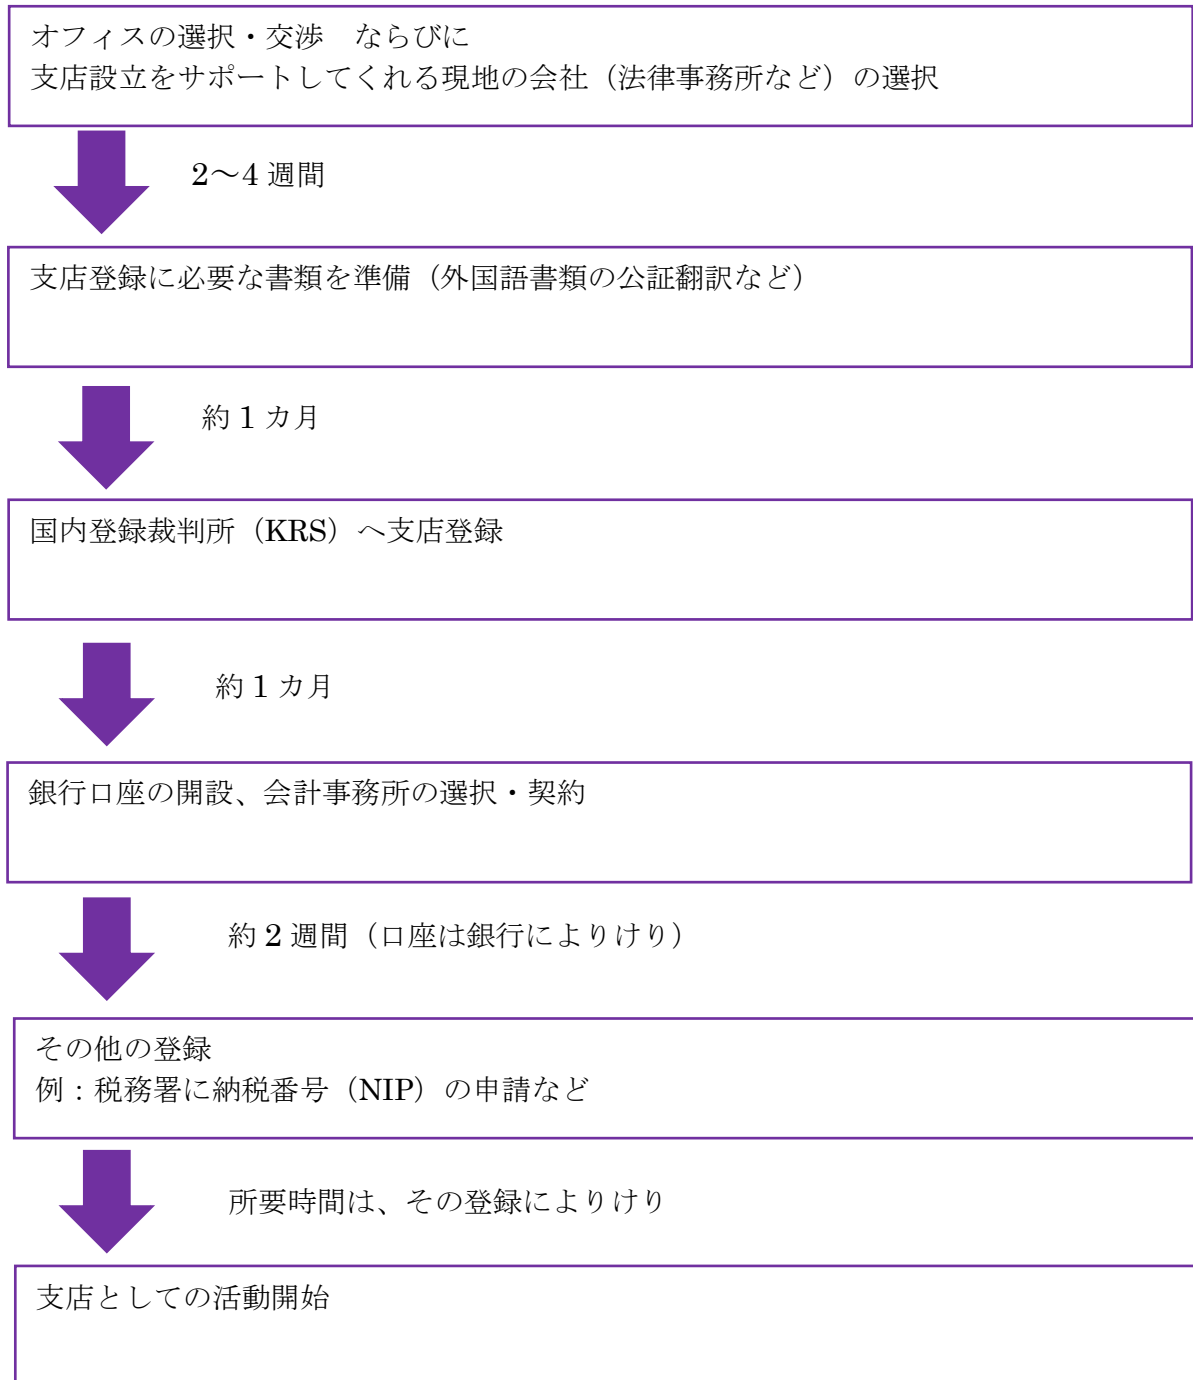 オフィスの選択・交渉　ならびに
支店設立をサポートしてくれる現地の会社（法律事務所など）の選択
2～4 週間
支店登録に必要な書類を準備（外国語書類の公証翻訳など）
約 1 カ月
国内登録裁判所（KRS）へ支店登録
約 1 カ月
銀行口座の開設、会計事務所の選択・契約
約 2 週間（口座は銀行によりけり）
その他の登録
例：税務署に納税番号（NIP）の申請など
所要時間は、その登録によりけり
支店としての活動開始